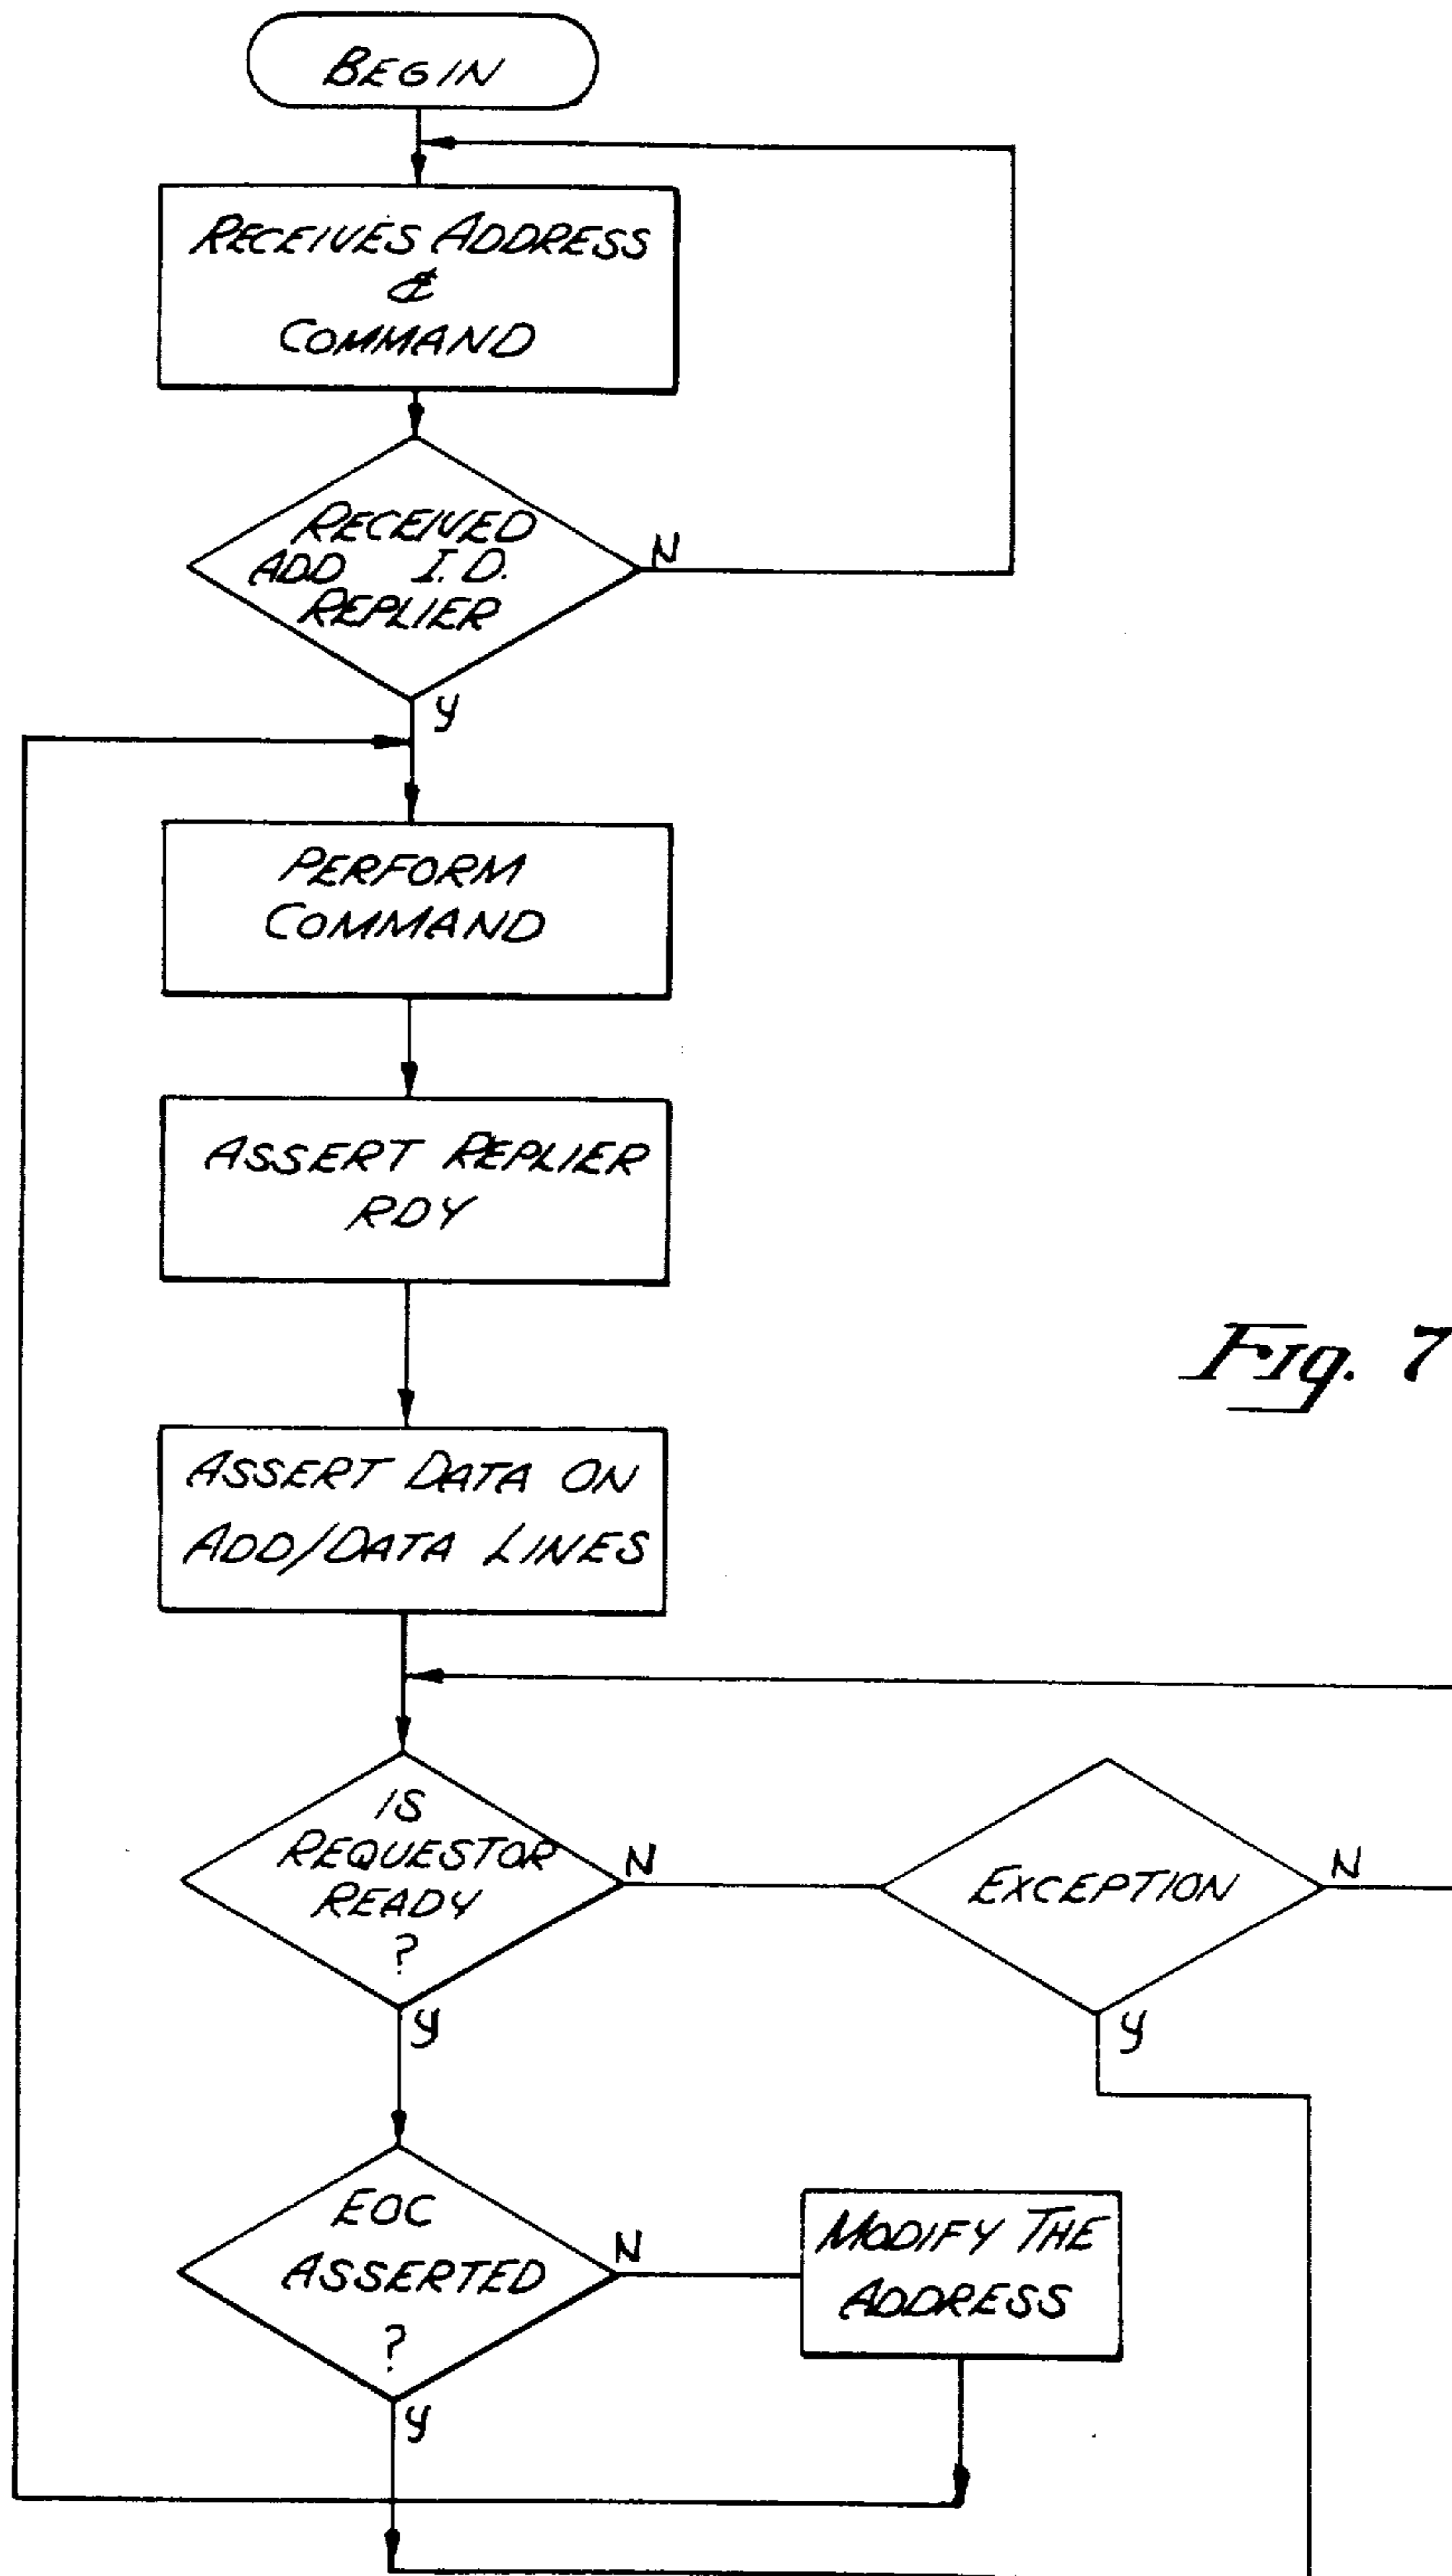 BEGIN
RECEIVES ADDRESS
&
COMMAND
RECEIVED
ADD I.D.
REPLIER
N
Y
PERFORM
COMMAND
ASSERT REPLIER
RDY
ASSERT DATA ON
ADD/DATA LINES
Fig. 7
IS
REQUESTOR
READY
?
N
Y
EXCEPTION
N
Y
EOC
ASSERTED
?
N
Y
MODIFY THE
ADDRESS